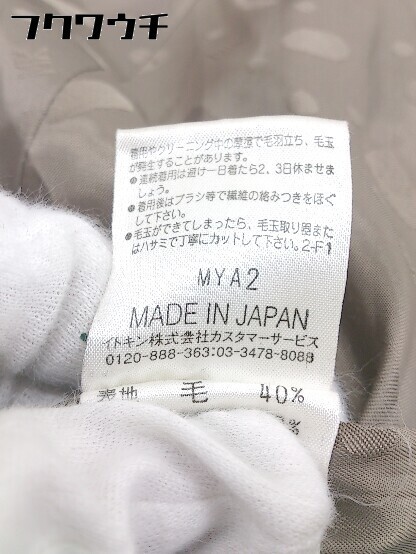 フクワウチ
着用やクリーニング中の摩擦で毛羽立ち、毛玉
が発生することがあります。
●連続着用は避け一日着たら2、3日休ませま
しょう。
●着用後はブラシ等で繊維の絡みつきをほぐ
して下さい。
●毛玉ができてしまったら、毛玉取り器また
はハサミで丁寧にカットして下さい。2-F1
MYA2
MADE IN JAPAN
イトキン株式会社カスタマーサービス
0120-888-363:03-3478-8088
表地 毛 40%
%